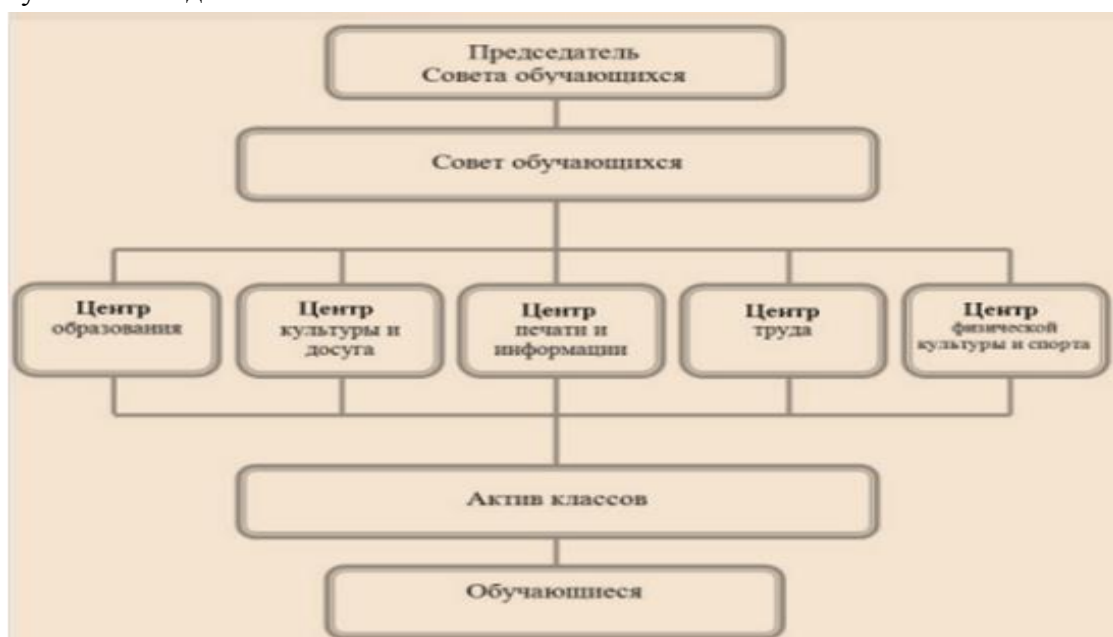 Председатель
Совета обучающихся
Совет обучающихся
Центр
образования
Центр
культуры и
досуга
Центр
печати и
информации
Центр
труда
Центр
физической
культуры и спорта
Актив классов
Обучающиеся